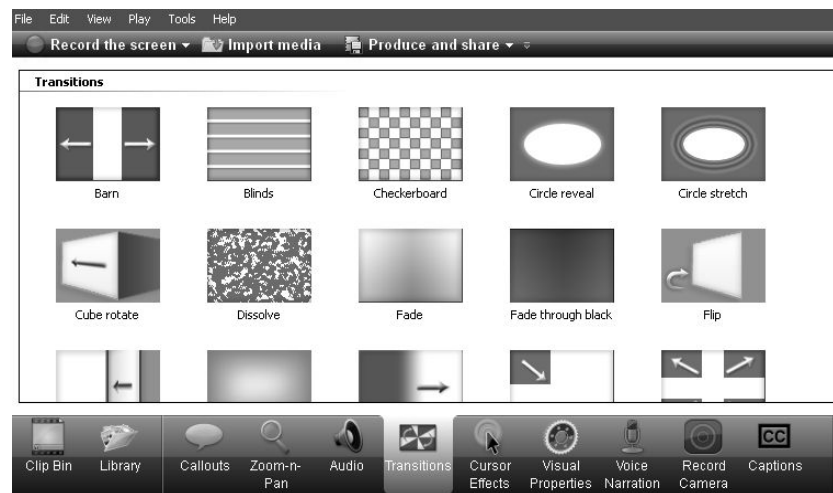 File Edit View Play Tools Help
Record the screen Import media Produce and share
Transitions
Barn Blinds Checkerboard Circle reveal Circle stretch
Cube rotate Dissolve Fade Fade through black Flip
Clip Bin Library Callouts Zoom-n-Pan Audio Transitions Cursor Effects Visual Properties Voice Narration Record Camera CC Captions